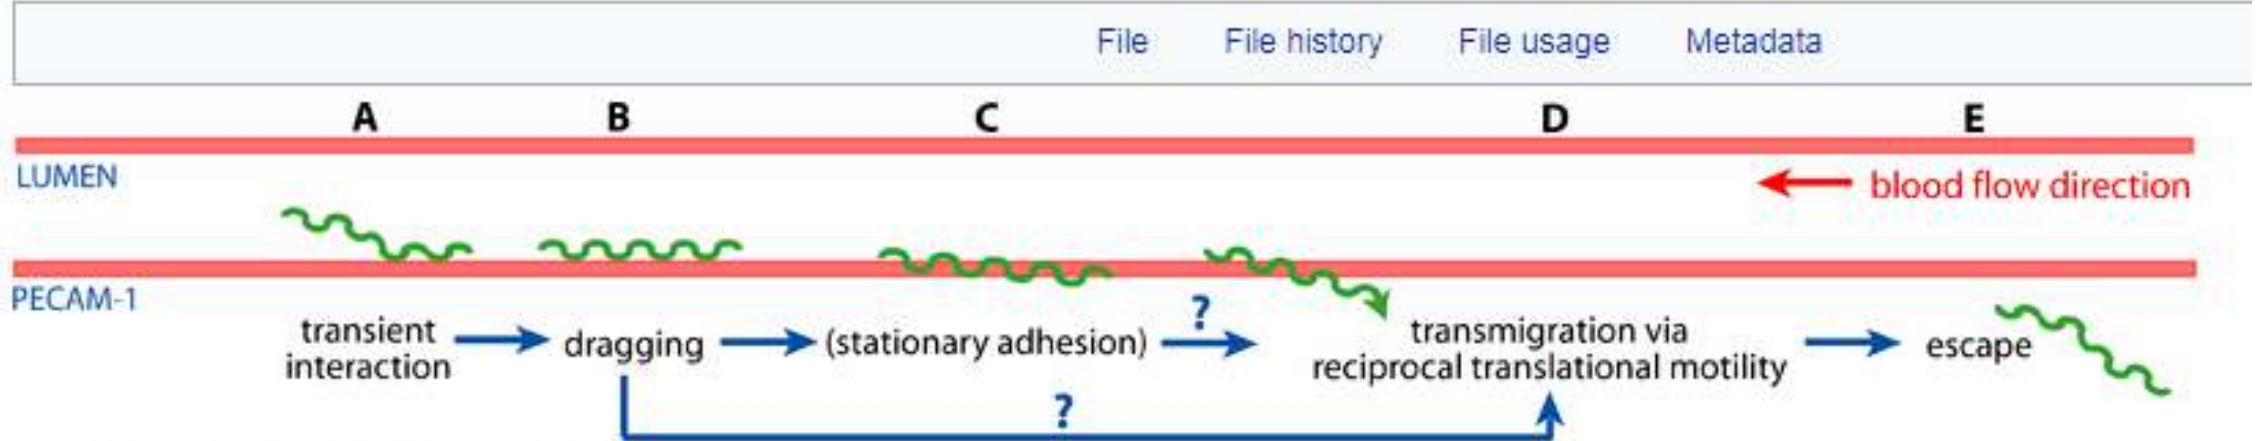 File File history File usage Metadata
A B C D E
LUMEN
blood flow direction
PECAM-1
transient
interaction
dragging
(stationary adhesion)
?
transmigration via
reciprocal translational motility
escape
?